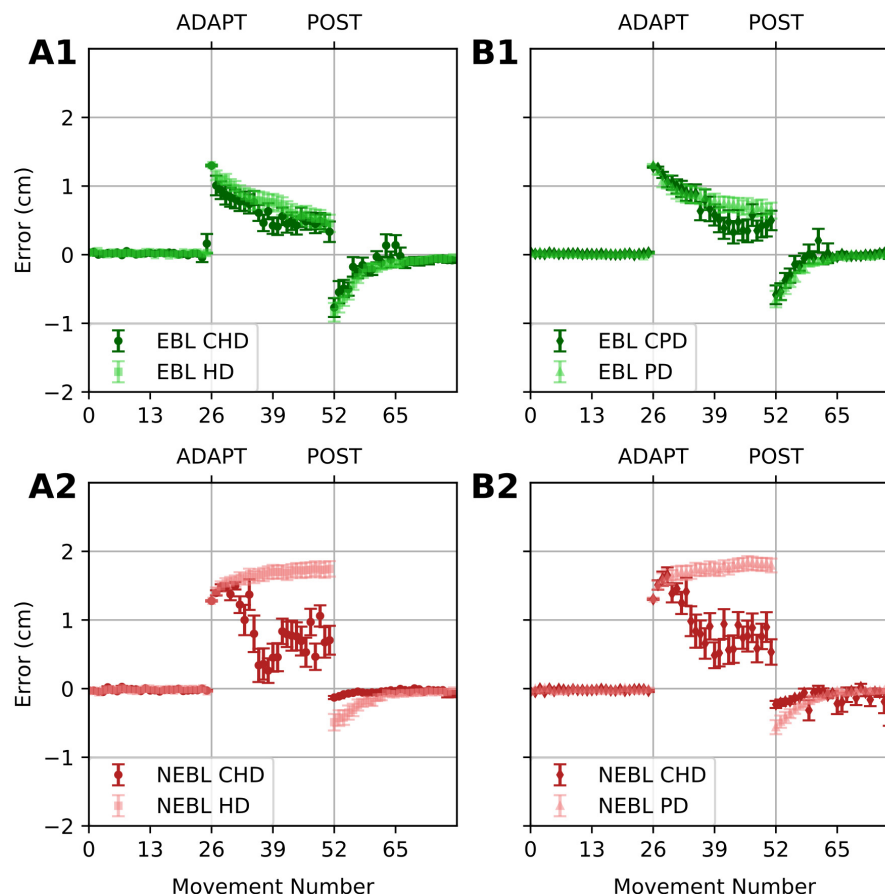 ADAPT POST ADAPT POST
A1 B1
2
1
0
−1
−2
Error (cm)
EBL CHD
EBL HD
0 13 26 39 52 65
EBL CPD
EBL PD
0 13 26 39 52 65
ADAPT POST ADAPT POST
A2 B2
2
1
0
−1
−2
Error (cm)
NEBL CHD
NEBL HD
0 13 26 39 52 65
Movement Number
NEBL CHD
NEBL PD
0 13 26 39 52 65
Movement Number